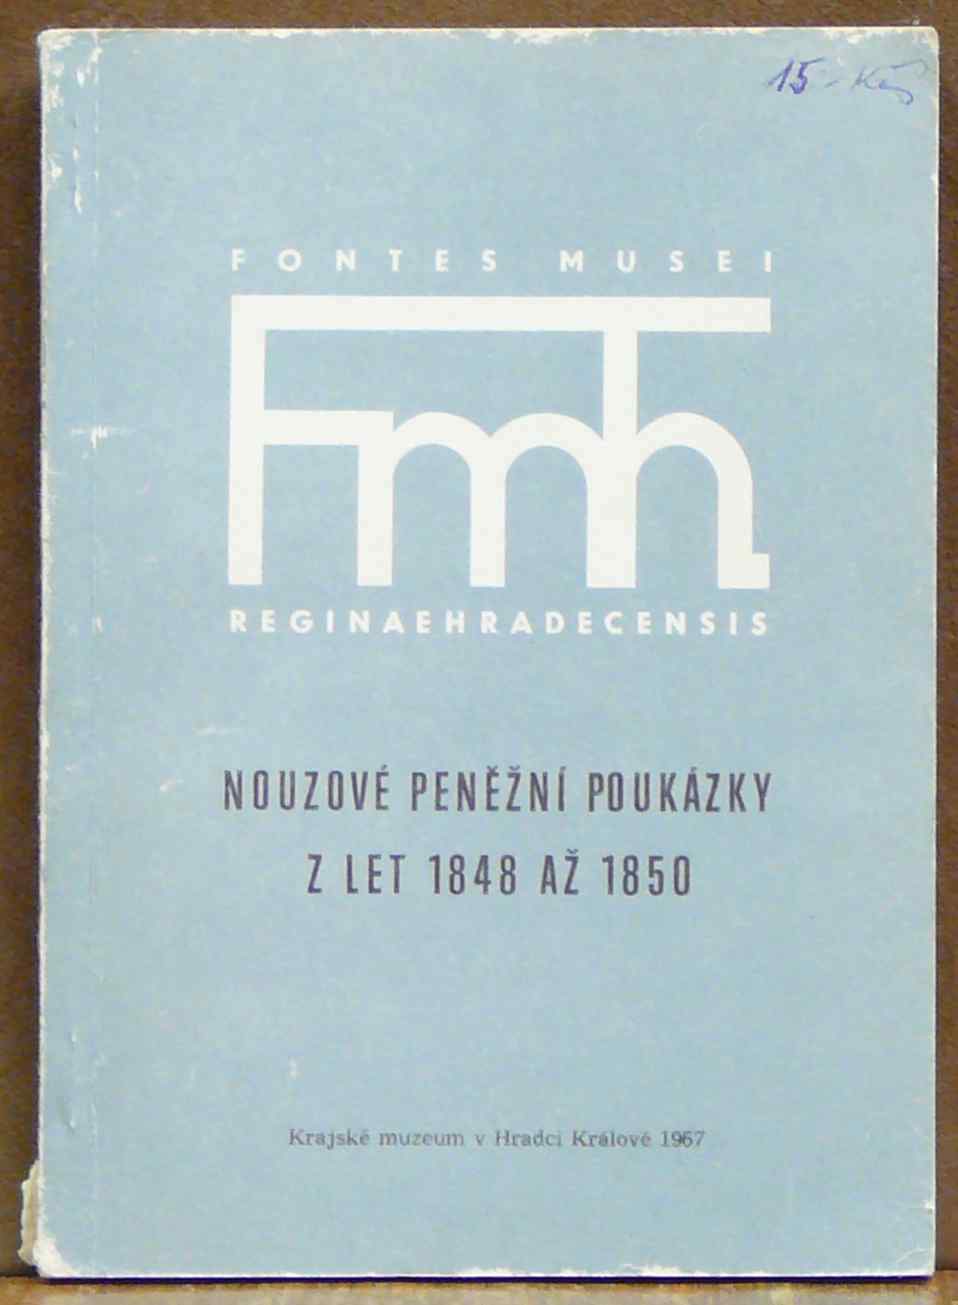 15,- Kčs
FONTES MUSEI
Fmh
REGINAEHRADECENSIS
NOUZOVÉ PENĚŽNÍ POUKÁZKY
Z LET 1848 AŽ 1850
Krajské muzeum v Hradci Králové 1967